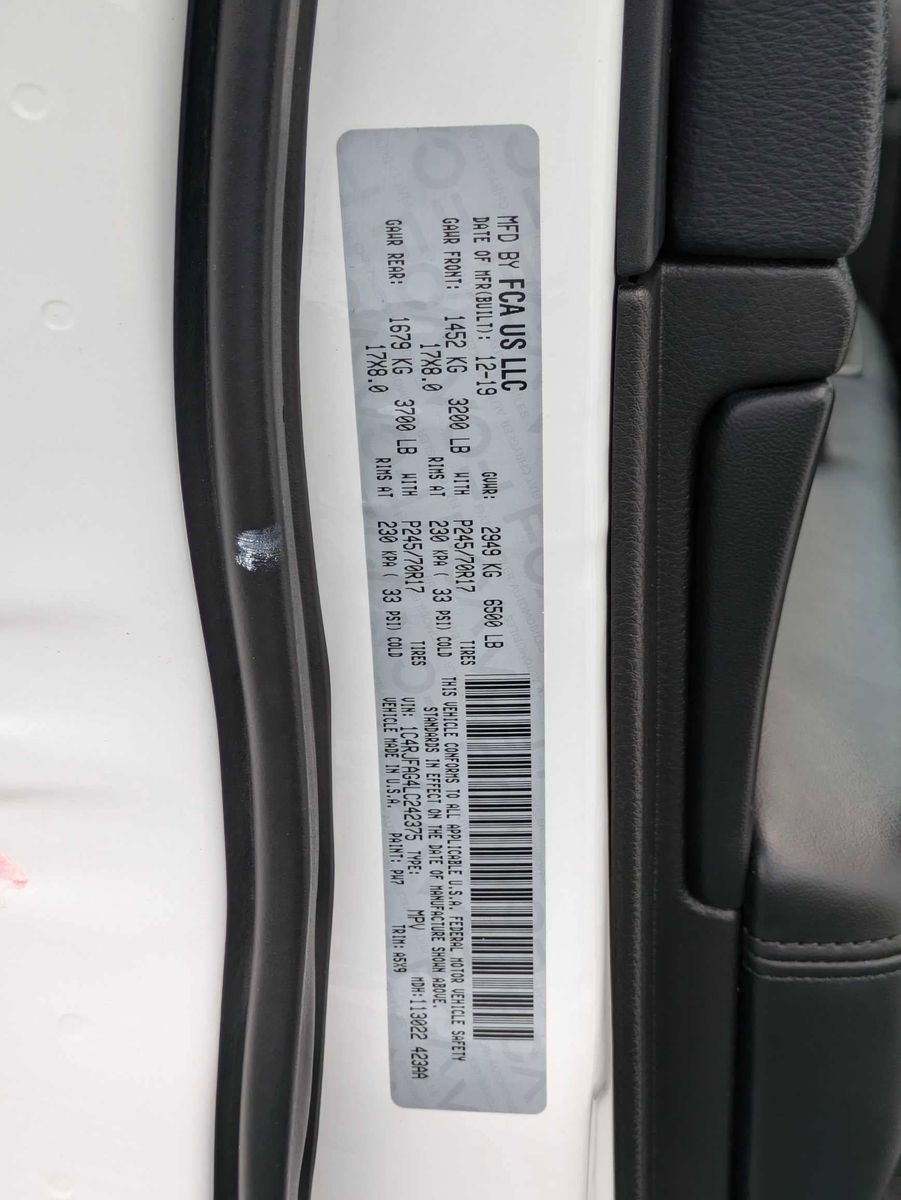 MFD BY FCA US LLC
DATE OF MFR(BUILT): 12-19 GVWR: 2949 KG 6500 LB
GAWR FRONT: 1452 KG 3200 LB WITH P245/70R17 TIRES
17X8.0 RIMS AT 230 KPA ( 33 PSI) COLD
GAWR REAR: 1679 KG 3700 LB WITH P245/70R17 TIRES
17X8.0 RIMS AT 230 KPA ( 33 PSI) COLD
THIS VEHICLE CONFORMS TO ALL APPLICABLE U.S.A. FEDERAL MOTOR VEHICLE SAFETY
STANDARDS IN EFFECT ON THE DATE OF MANUFACTURE SHOWN ABOVE.
VIN: 1C4RJFAG4LC242375 TYPE: MPV MDH:113022 423AA
VEHICLE MADE IN U.S.A. PAINT: PW7 TRIM: A5X9